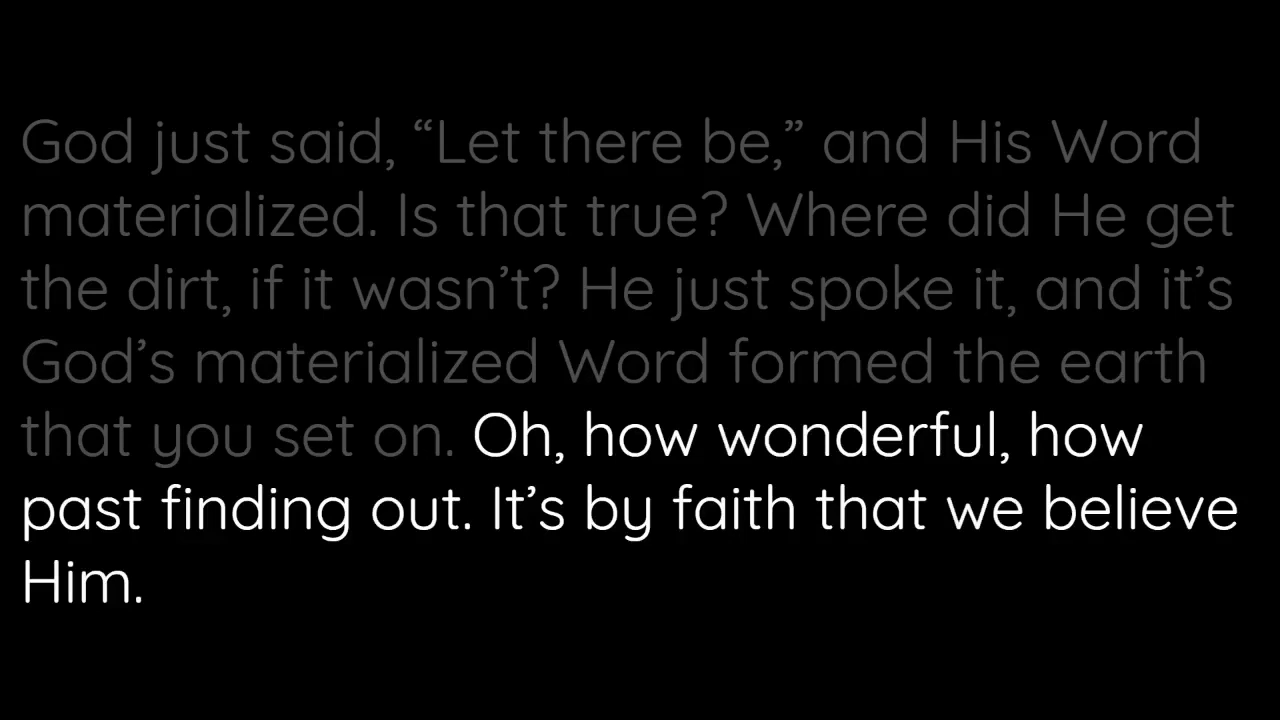 God just said, “Let there be,” and His Word
materialized. Is that true? Where did He get
the dirt, if it wasn’t? He just spoke it, and it’s
God’s materialized Word formed the earth
that you set on. Oh, how wonderful, how
past finding out. It’s by faith that we believe
Him.